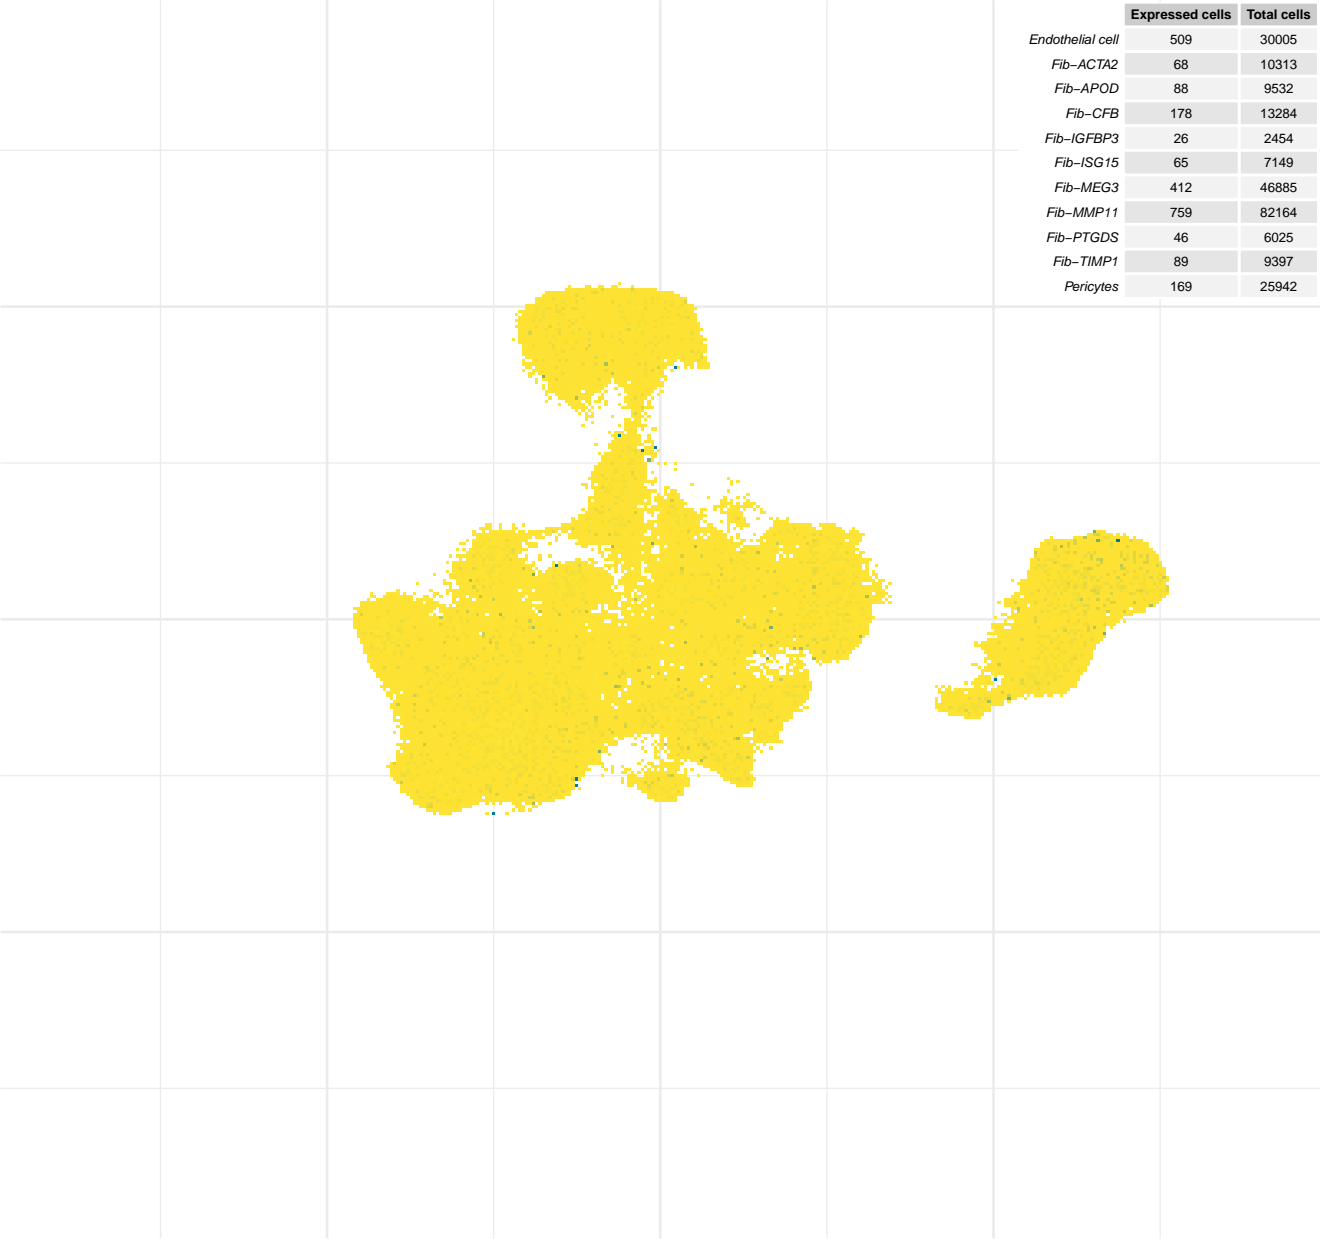 Expressed cells Total cells
Endothelial cell 509 30005
Fib−ACTA2 68 10313
Fib−APOD 88 9532
Fib−CFB 178 13284
Fib−IGFBP3 26 2454
Fib−ISG15 65 7149
Fib−MEG3 412 46885
Fib−MMP11 759 82164
Fib−PTGDS 46 6025
Fib−TIMP1 89 9397
Pericytes 169 25942